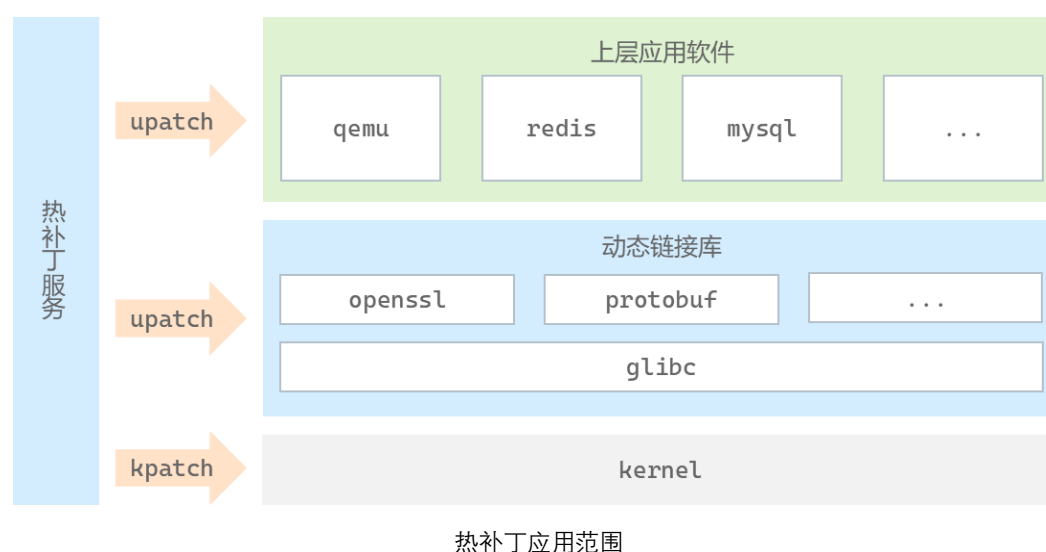 热补丁服务
upatch
上层应用软件
qemu
redis
mysql
...
upatch
动态链接库
openssl
protobuf
...
glibc
kpatch
kernel
热补丁应用范围